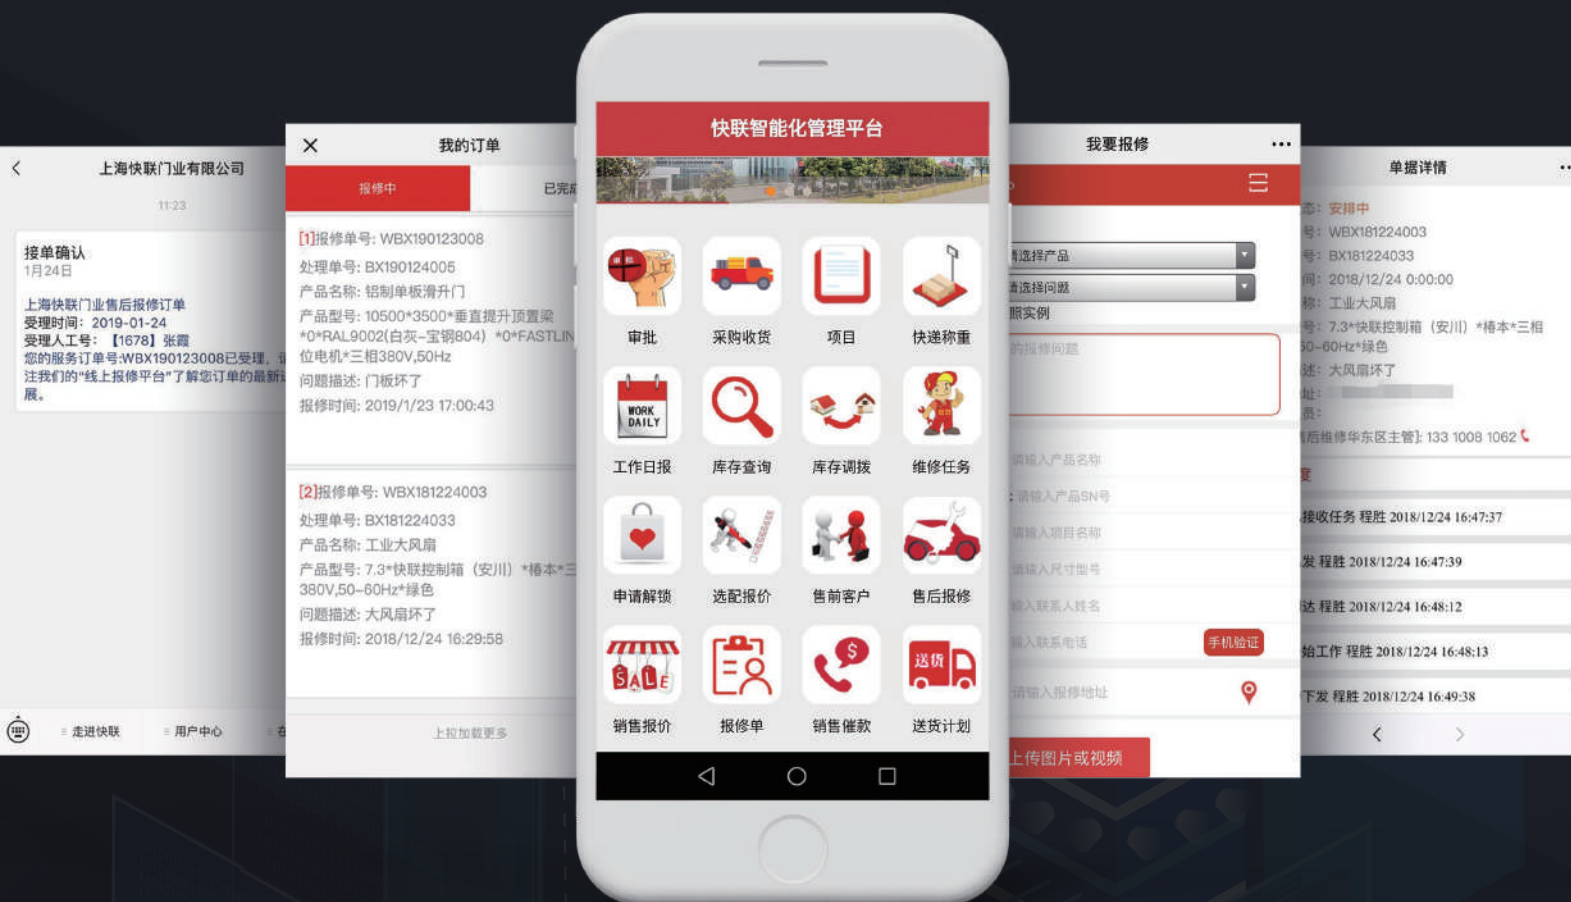 上海快联门业有限公司
11:23
接单确认
1月24日
上海快联门业售后报修订单
受理时间：2019-01-24
受理人工号：【1678】张霞
您的服务订单号:WBX190123008已受理，
注我们的“线上报修平台”了解您订单的最新
展。
走进快联
用户中心
我的订单
报修中
已完成
[1]报修单号: WBX190123008
处理单号: BX190124005
产品名称: 铝制单板滑升门
产品型号: 10500*3500*垂直提升顶置梁
*0*RAL9002(白灰–宝钢804) *0*FASTLIN
位电机*三相380V,50Hz
问题描述: 门板坏了
报修时间: 2019/1/23 17:00:43
[2]报修单号: WBX181224003
处理单号: BX181224033
产品名称: 工业大风扇
产品型号: 7.3*快联控制箱（安川）*椿本*三
380V,50–60Hz*绿色
问题描述: 大风扇坏了
报修时间: 2018/12/24 16:29:58
上拉加载更多
快联智能化管理平台
审批
审批
采购收货
项目
快递称重
WORK
DAILY
工作日报
库存查询
库存调拨
维修任务
申请解锁
选配报价
售前客户
售后报修
SALE
送货
销售报价
报修单
销售催款
送货计划
我要报修
请选择产品
请选择问题
照实例
的报修问题
请输入产品名称
: 请输入产品SN号
请输入项目名称
请输入尺寸型号
输入联系人姓名
输入联系电话
手机验证
请输入报修地址
上传图片或视频
单据详情
态: 安排中
号: WBX181224003
号: BX181224033
间: 2018/12/24 0:00:00
称: 工业大风扇
号: 7.3*快联控制箱（安川）*椿本*三相
50–60Hz*绿色
述: 大风扇坏了
址:
员:
售后维修华东区主管]: 133 1008 1062
度
接收任务 程胜 2018/12/24 16:47:37
发 程胜 2018/12/24 16:47:39
达 程胜 2018/12/24 16:48:12
始工作 程胜 2018/12/24 16:48:13
下发 程胜 2018/12/24 16:49:38